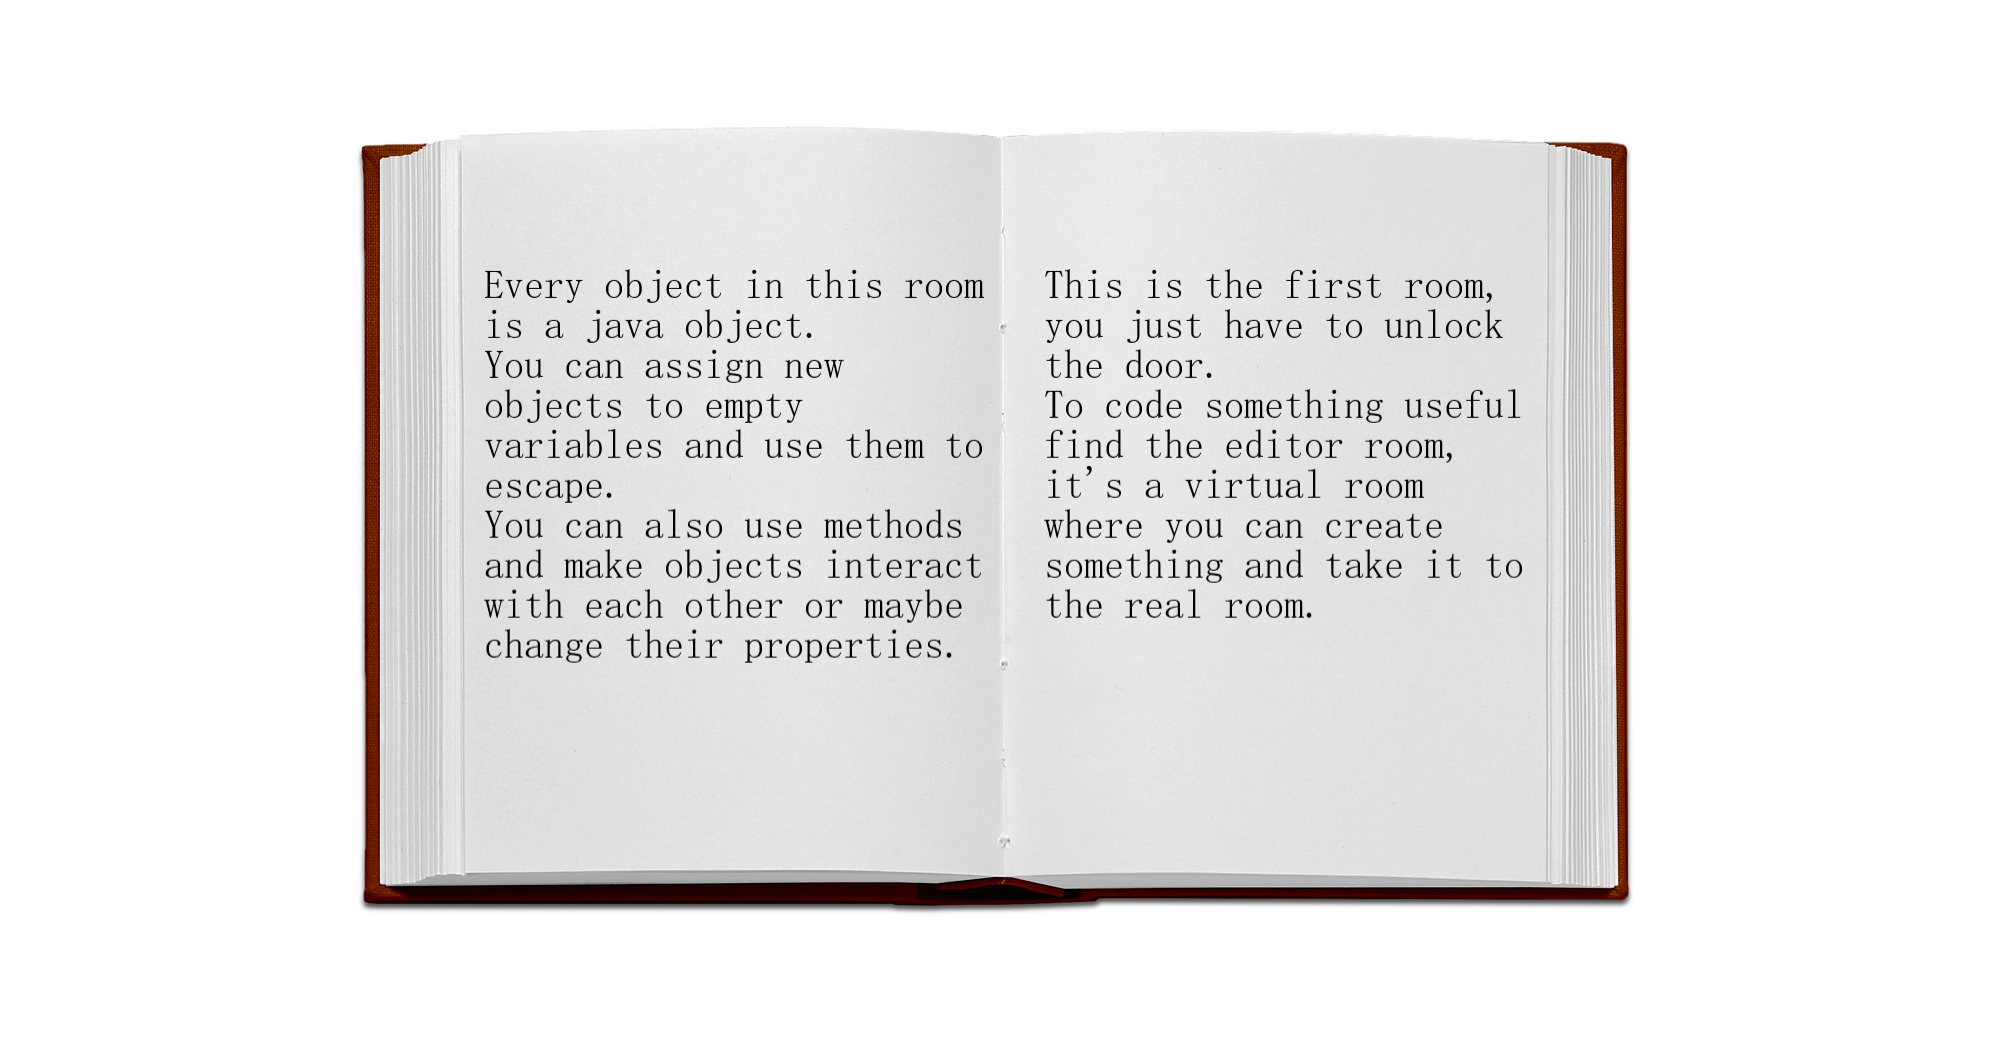 Every object in this room
is a java object.
You can assign new
objects to empty
variables and use them to
escape.
You can also use methods
and make objects interact
with each other or maybe
change their properties.
This is the first room,
you just have to unlock
the door.
To code something useful
find the editor room,
it's a virtual room
where you can create
something and take it to
the real room.